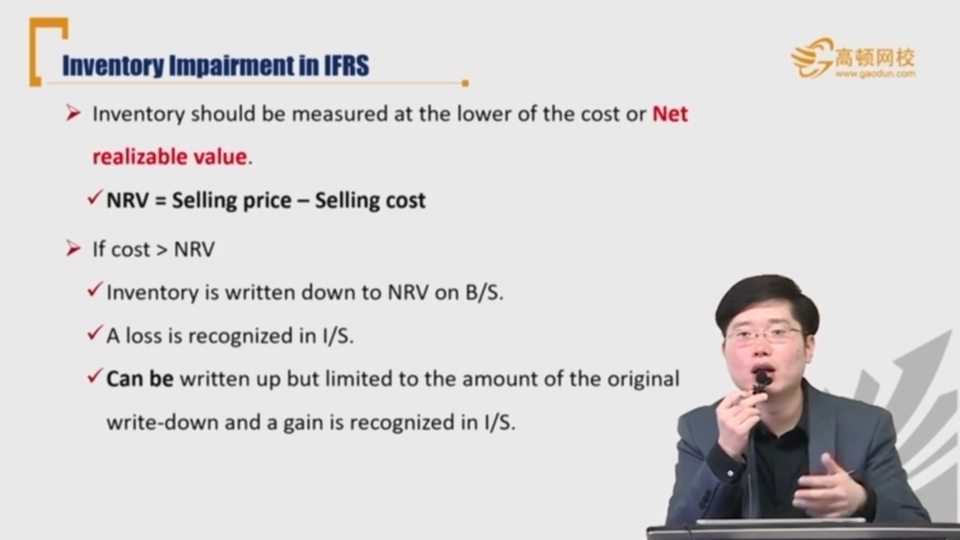 Inventory Impairment in IFRS
高顿网校
www.gaodun.com
Inventory should be measured at the lower of the cost or Net
realizable value.
NRV = Selling price – Selling cost
If cost > NRV
Inventory is written down to NRV on B/S.
A loss is recognized in I/S.
Can be written up but limited to the amount of the original
write-down and a gain is recognized in I/S.